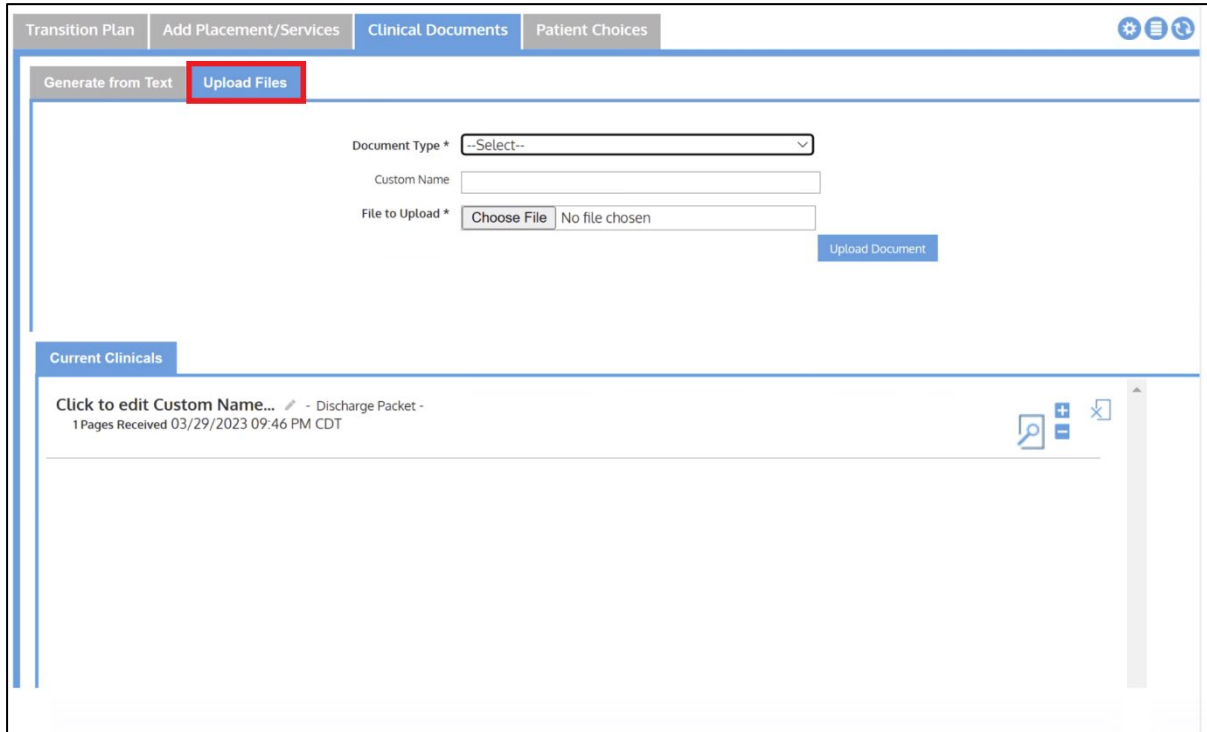 Transition Plan Add Placement/Services Clinical Documents Patient Choices
Generate from Text Upload Files
Document Type * --Select--
Custom Name
File to Upload * Choose File No file chosen
Upload Document
Current Clinicals
Click to edit Custom Name... - Discharge Packet -
1 Pages Received 03/29/2023 09:46 PM CDT